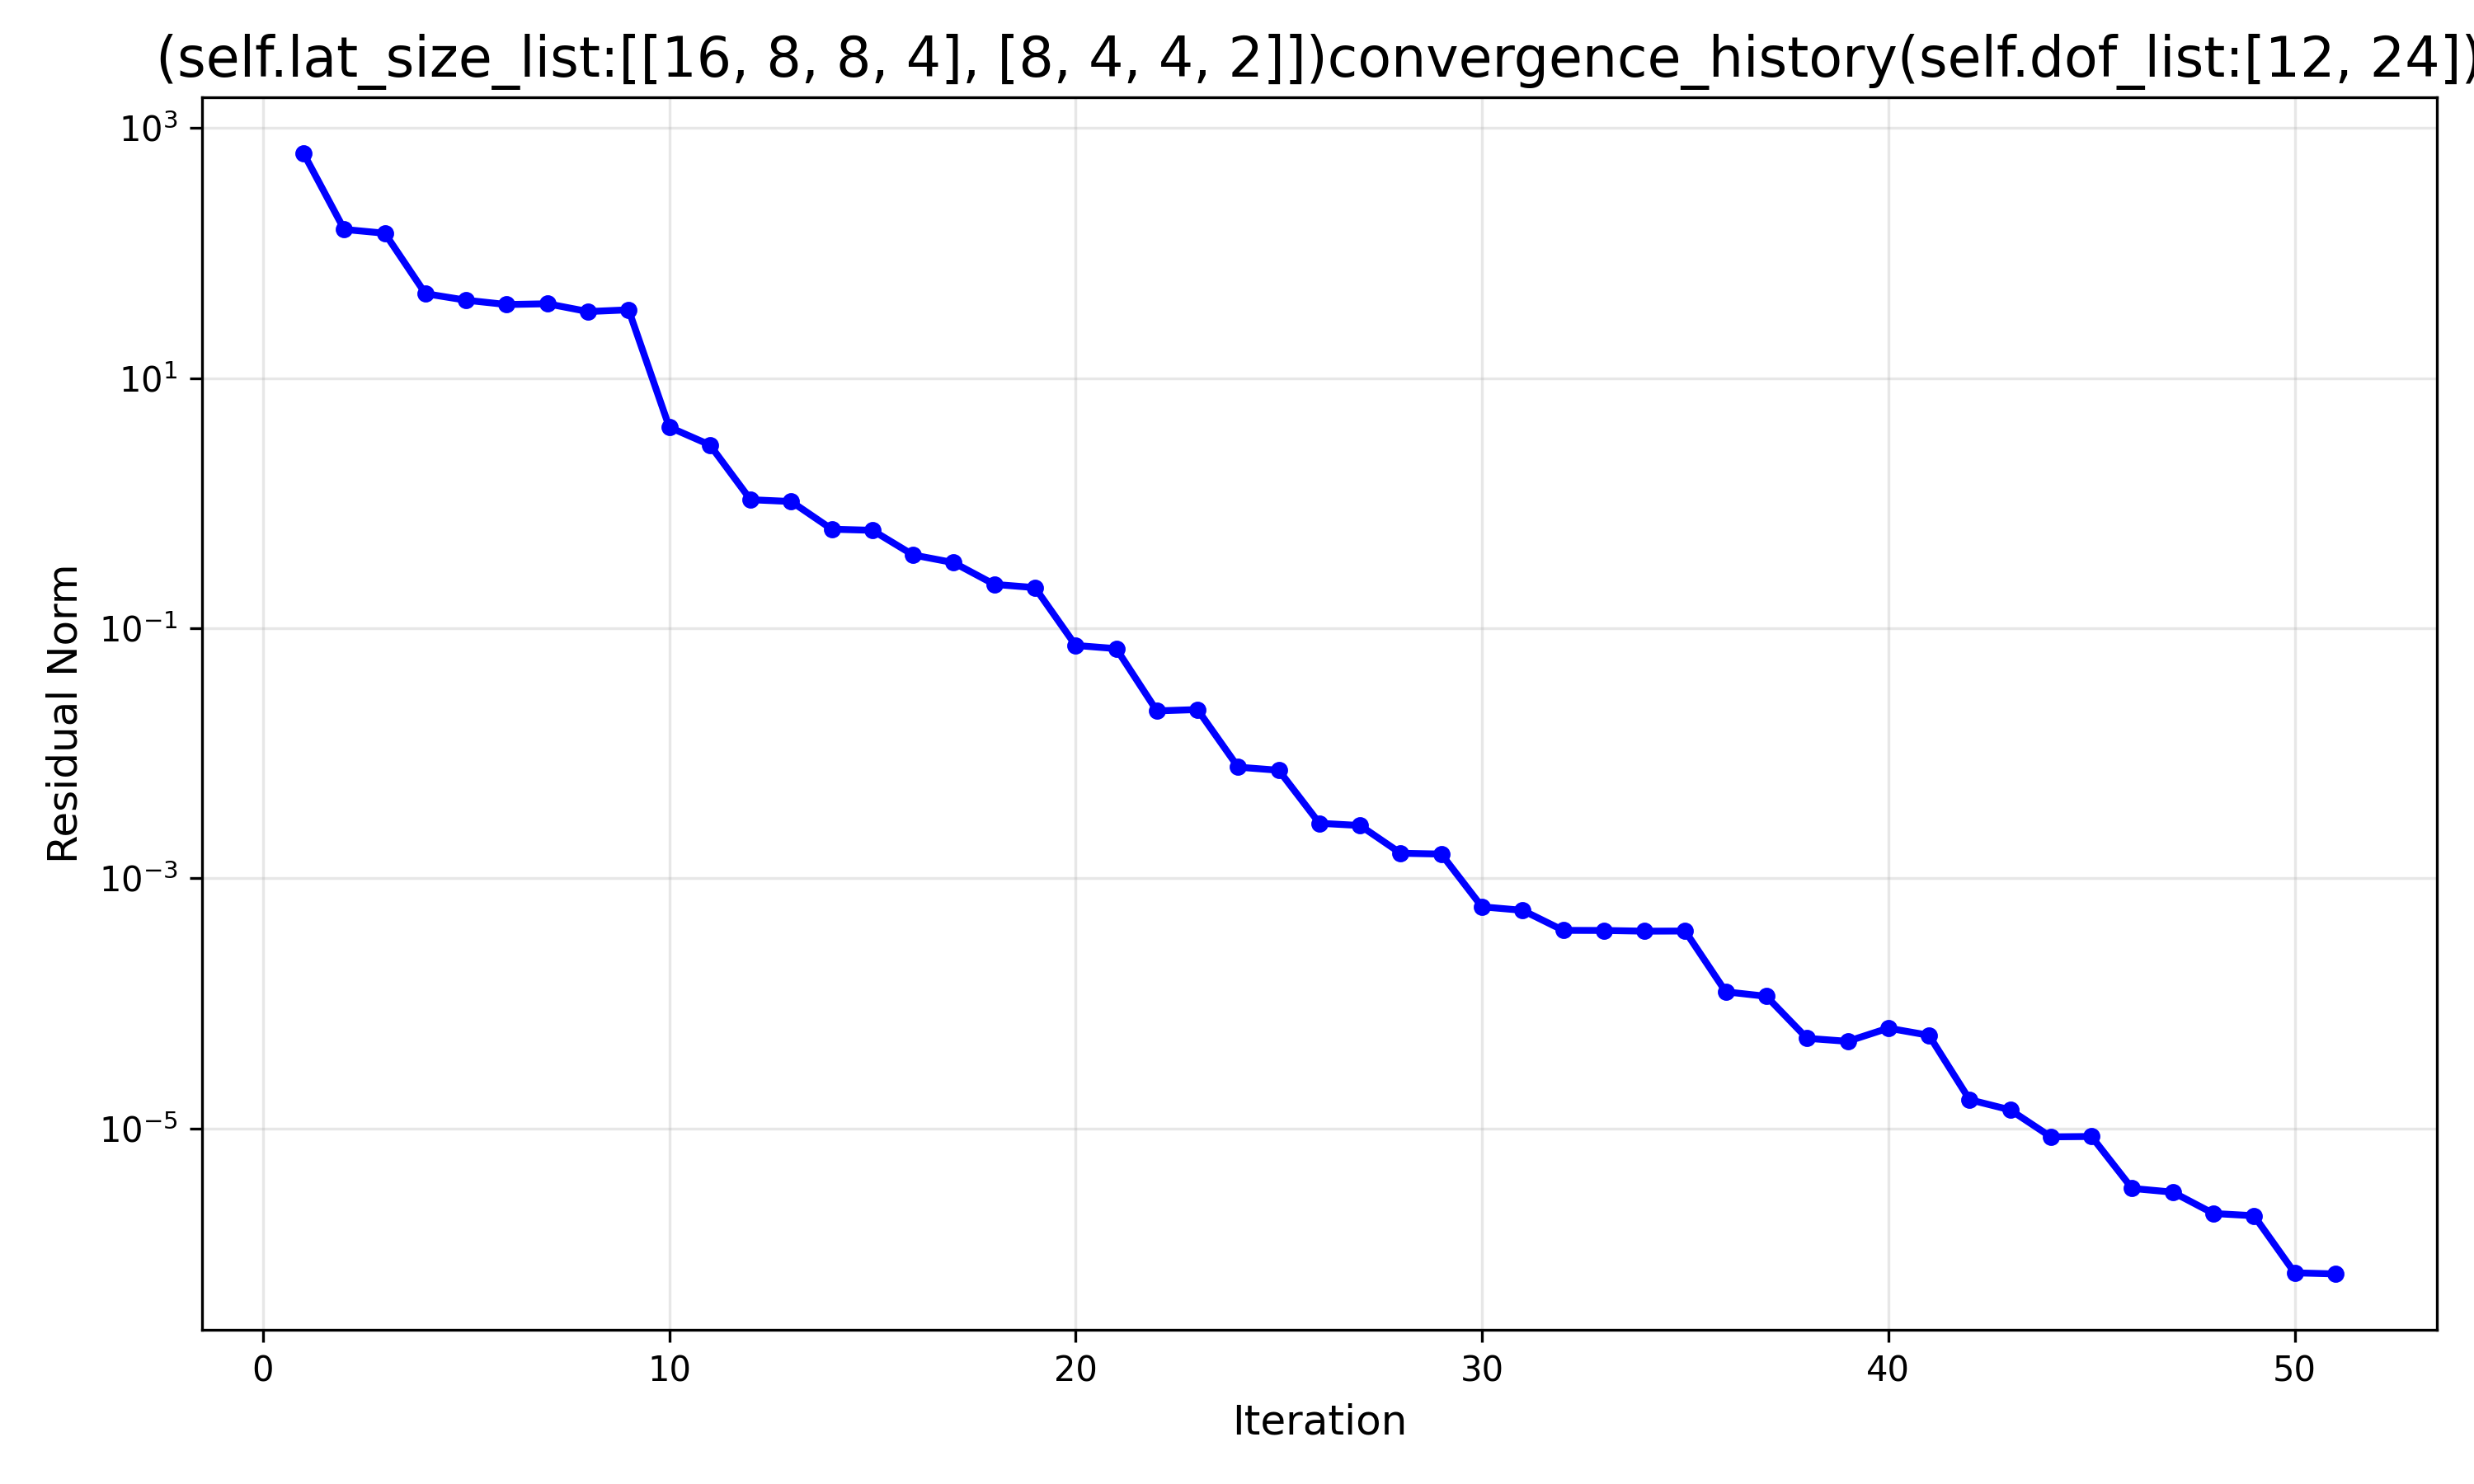 (self.lat_size_list:[[16, 8, 8, 4], [8, 4, 4, 2]])convergence_history(self.dof_list:[12, 24])
10³
10¹
10⁻¹
10⁻³
10⁻⁵
Residual Norm
0 10 20 30 40 50
Iteration